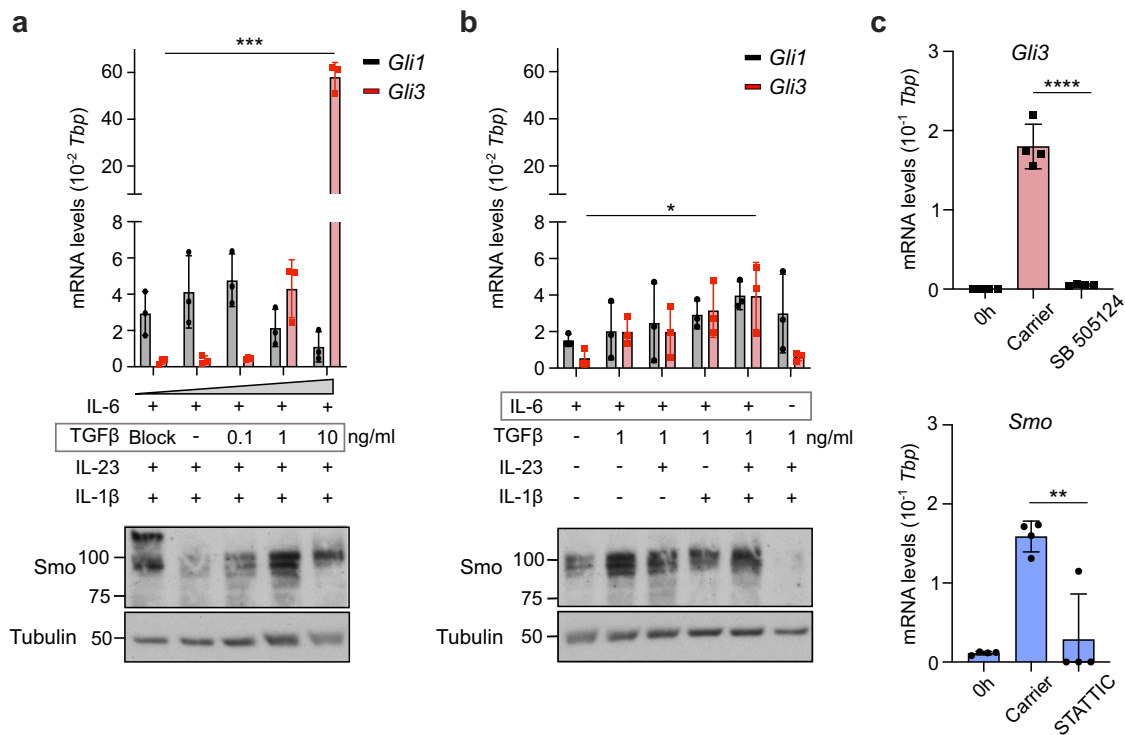 a
***
Gli1
Gli3
mRNA levels (10-2 Tbp)
60
40
20
8
6
4
2
0
IL-6 + + + + +
TGFβ Block - 0.1 1 10 ng/ml
IL-23 + + + + +
IL-1β + + + + +
Smo
100
75
Tubulin
50
b
*
Gli1
Gli3
mRNA levels (10-2 Tbp)
60
40
20
8
6
4
2
0
IL-6 + + + + + -
TGFβ - 1 1 1 1 1 ng/ml
IL-23 - - + - + +
IL-1β - - - + + +
Smo
100
75
Tubulin
50
c
Gli3
****
mRNA levels (10-1 Tbp)
3
2
1
0
0h
Carrier
SB 505124
Smo
**
mRNA levels (10-1 Tbp)
3
2
1
0
0h
Carrier
STATTIC